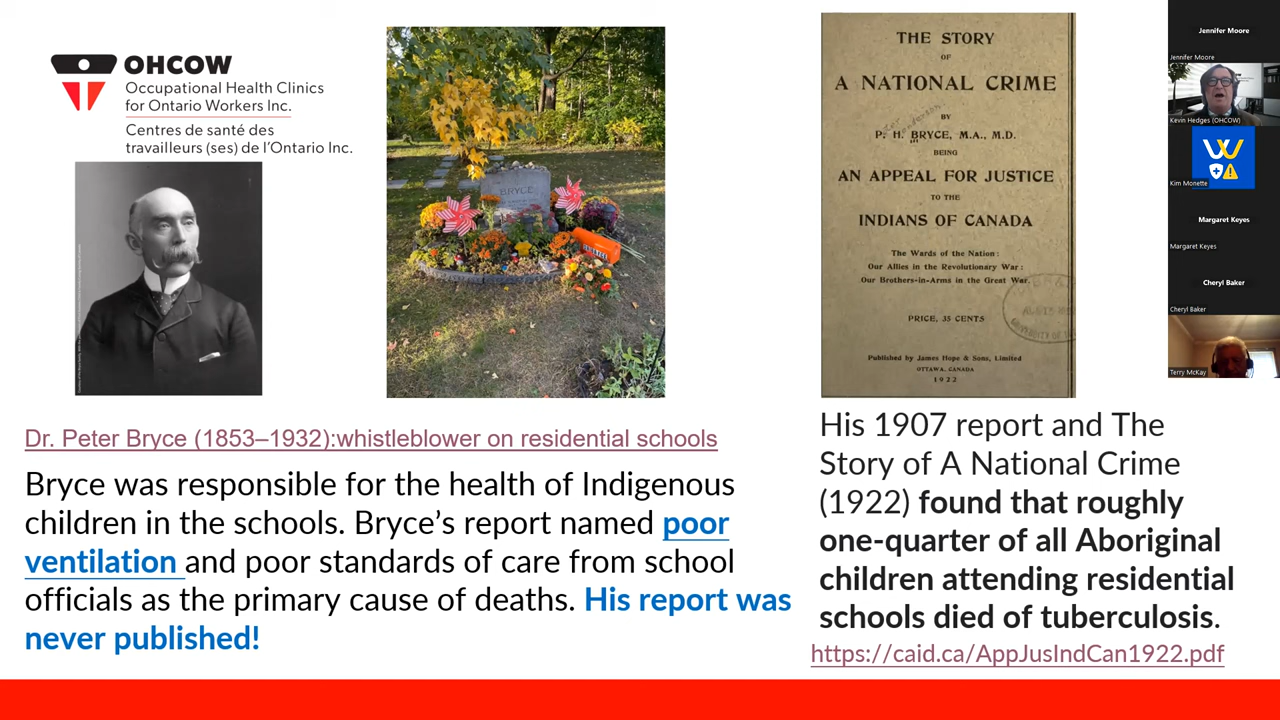 OHCOW
Occupational Health Clinics
for Ontario Workers Inc.
Centres de santé des
travailleurs (ses) de l'Ontario Inc.
BRYCE
THE STORY
OF
A NATIONAL CRIME
BY
P. H. BRYCE, M.A., M.D.
BEING
AN APPEAL FOR JUSTICE
TO THE
INDIANS OF CANADA
The Wards of the Nation:
Our Allies in the Revolutionary War:
Our Brothers-in-Arms in the Great War.
PRICE, 35 CENTS
Published by James Hope & Sons, Limited
OTTAWA, CANADA
1922
Jennifer Moore
Jennifer Moore
Kevin Hedges (OHCOW)
Kim Monette
Margaret Keyes
Margaret Keyes
Cheryl Baker
Cheryl Baker
Terry McKay
Dr. Peter Bryce (1853–1932):whistleblower on residential schools
Bryce was responsible for the health of Indigenous
children in the schools. Bryce's report named poor
ventilation and poor standards of care from school
officials as the primary cause of deaths. His report was
never published!
His 1907 report and The
Story of A National Crime
(1922) found that roughly
one-quarter of all Aboriginal
children attending residential
schools died of tuberculosis.
https://caid.ca/AppJusIndCan1922.pdf